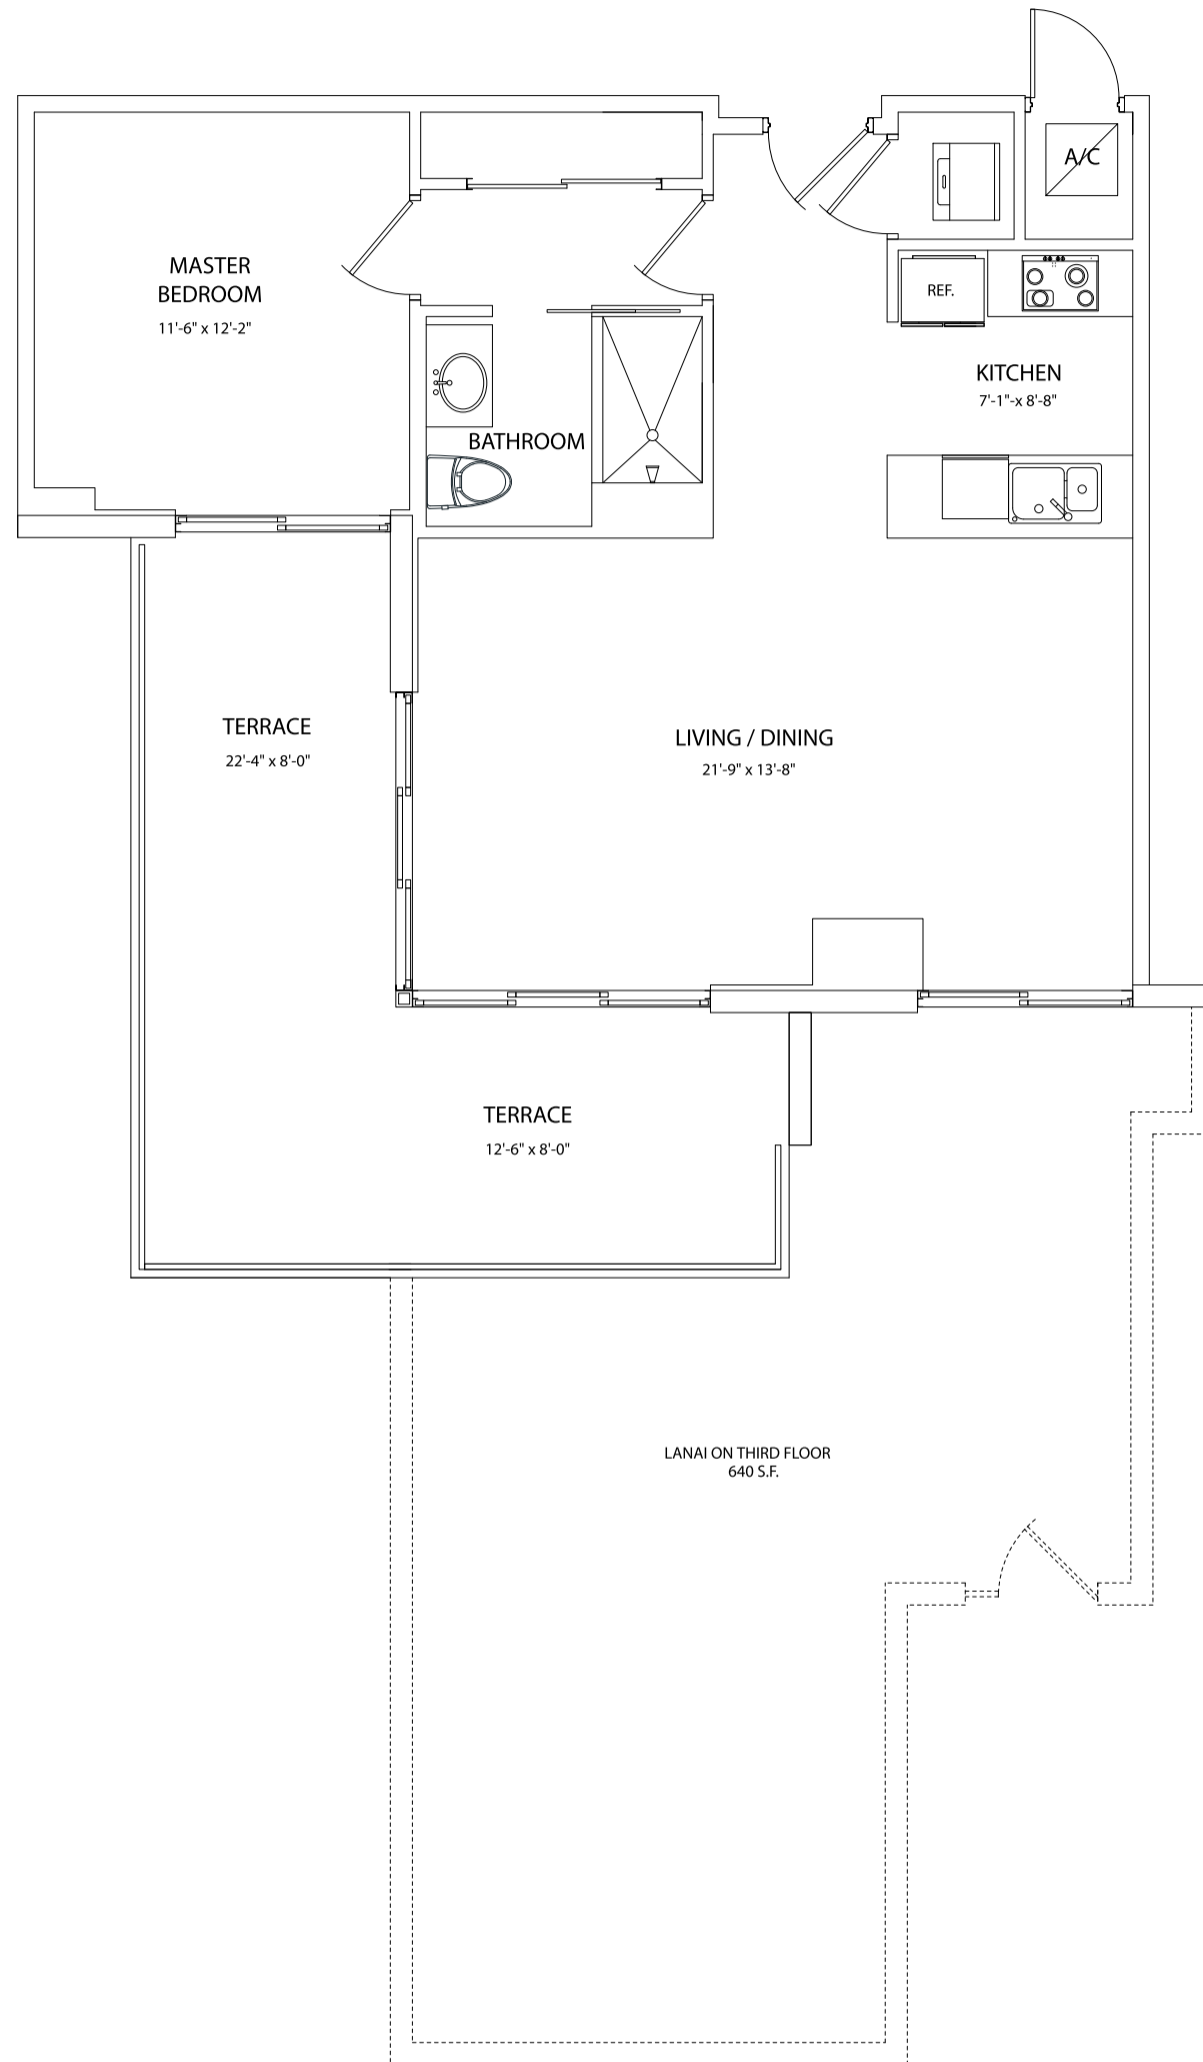 A/C
MASTER
BEDROOM
11'-6" x 12'-2"
REF.
KITCHEN
7'-1"-x 8'-8"
BATHROOM
TERRACE
22'-4" x 8'-0"
LIVING / DINING
21'-9" x 13'-8"
TERRACE
12'-6" x 8'-0"
LANAI ON THIRD FLOOR
640 S.F.